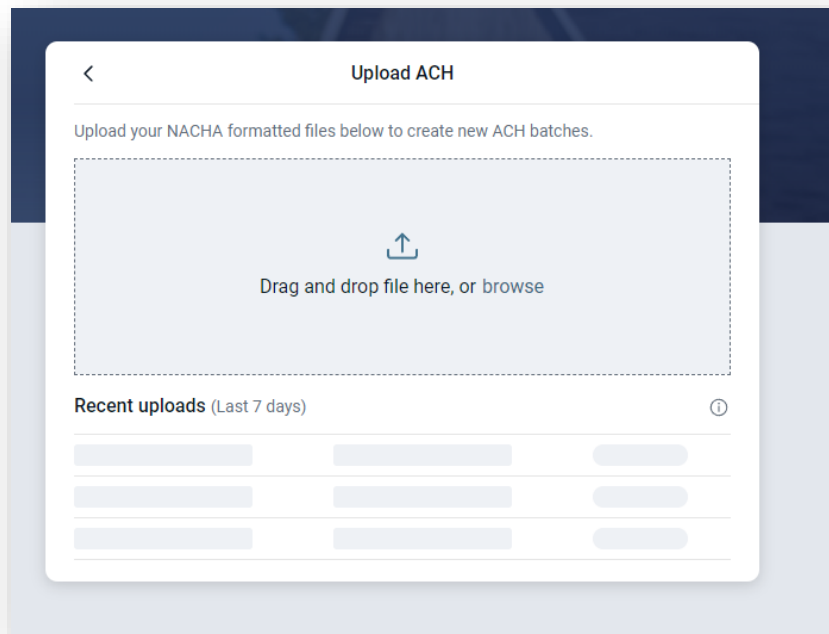 Upload ACH
Upload your NACHA formatted files below to create new ACH batches.
Drag and drop file here, or browse
Recent uploads (Last 7 days)